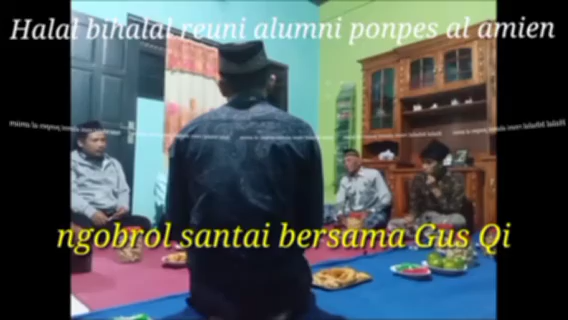 Halal bihalal reuni alumni ponpes al amien
ngobrol santai bersama Gus Qi